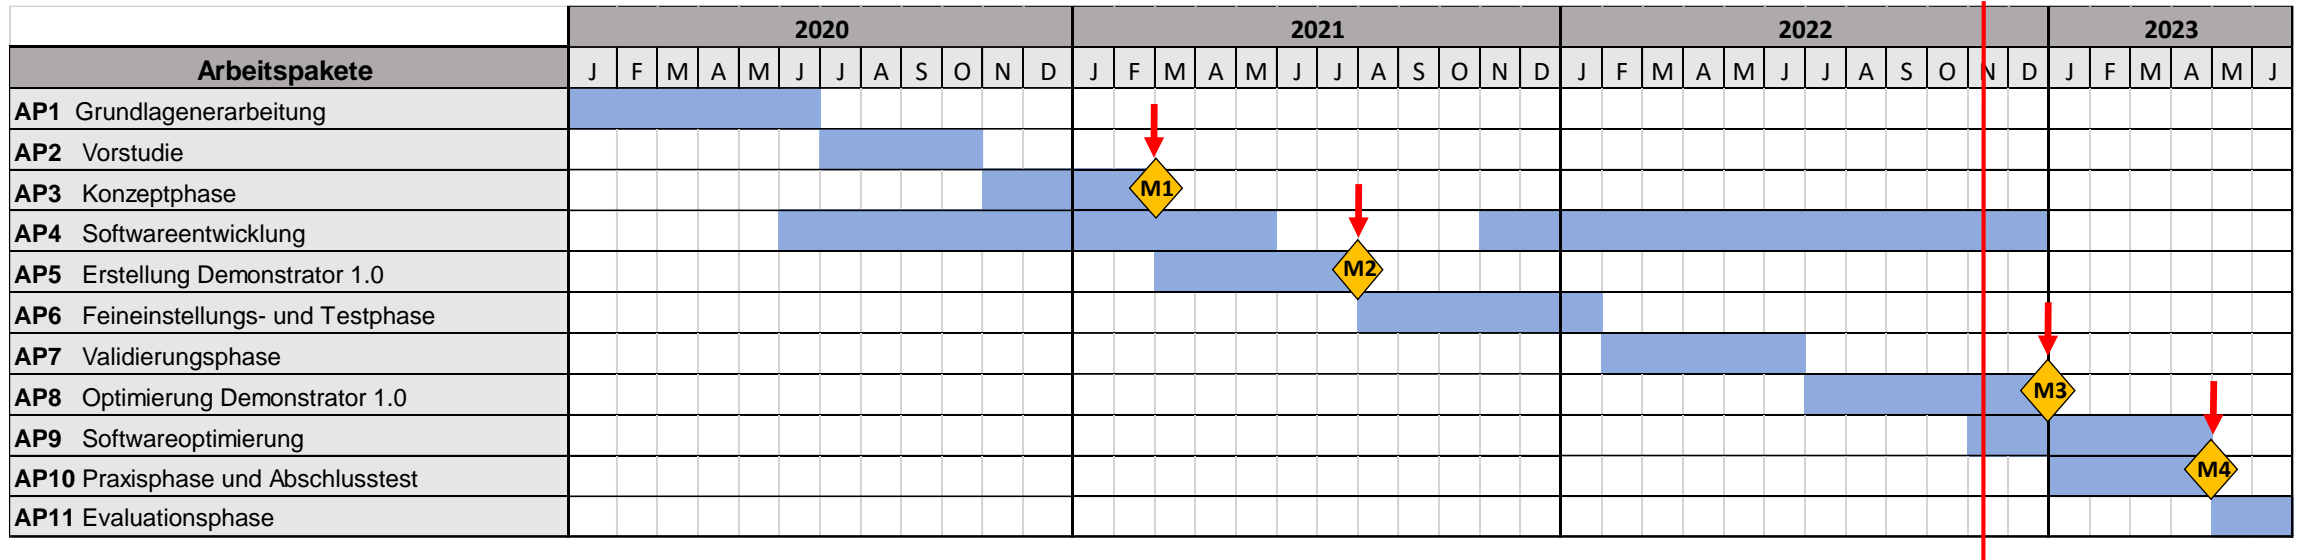 2020 2021 2022 2023
Arbeitspakete J F M A M J J A S O N D J F M A M J J A S O N D J F M A M J J A S O N D J F M A M J
AP1 Grundlagenerarbeitung
AP2 Vorstudie
AP3 Konzeptphase M1
AP4 Softwareentwicklung
AP5 Erstellung Demonstrator 1.0 M2
AP6 Feineinstellungs- und Testphase
AP7 Validierungsphase
AP8 Optimierung Demonstrator 1.0 M3
AP9 Softwareoptimierung
AP10 Praxisphase und Abschlusstest M4
AP11 Evaluationsphase